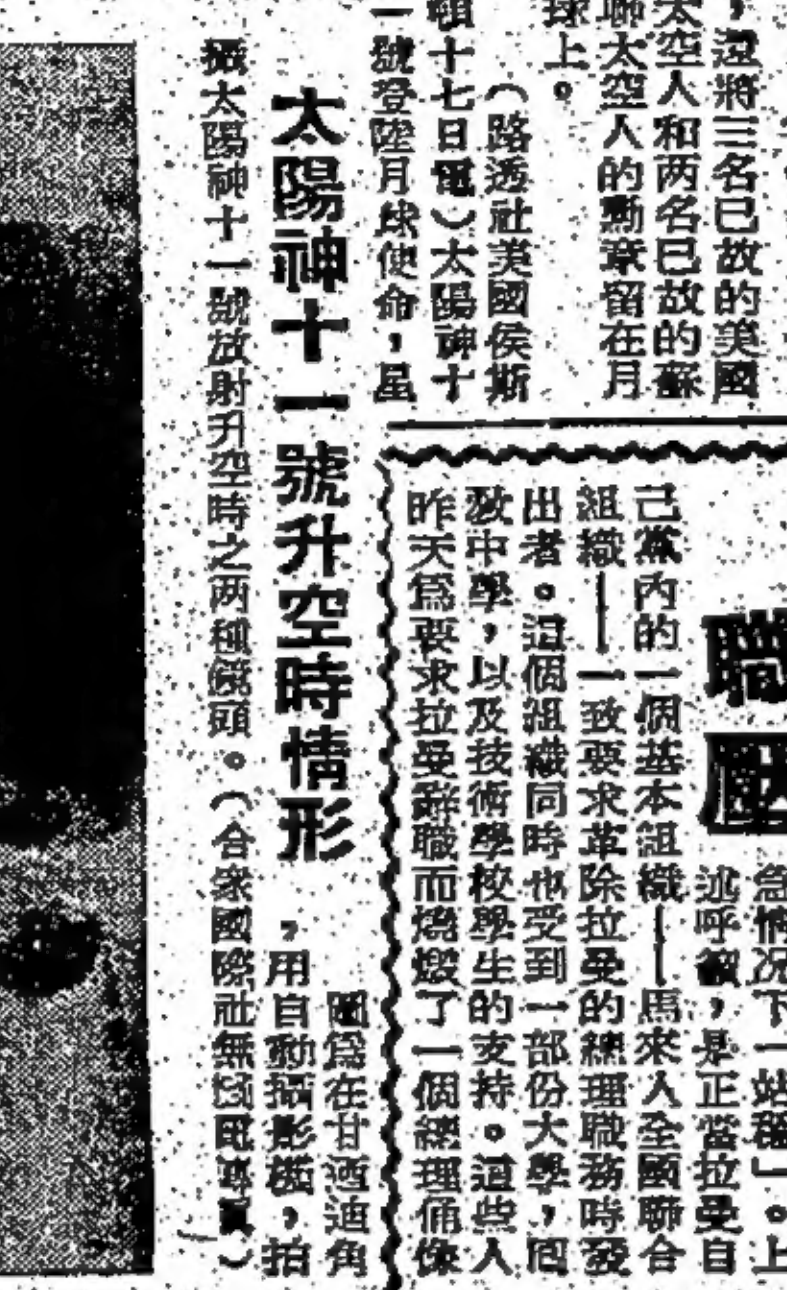 ，還將三名已故的美國
太空人和两名已故的蘇
聯太空人的勳章留在月
球上。
（路透社美國侯斯
頓十七日電）太陽神十
一號登陸月球使命，星
職
壓
急情况下一站穩」。上
述呼籲，是正當拉曼自
己黨內的一個基本組織——馬來人全國聯合
組織——一致要求革除拉曼的總理職務時發
出者。這個組織同時也受到一部份大學，回
教中學，以及技術學校學生的支持。這些人
昨天爲要求拉曼辭職而燒燬了一個總理俑像
太陽神十一號升空時情形
圖爲在甘迺迪角
，用自動攝影機，拍
攝太陽神十一號放射升空時之两種鏡頭。（合衆國際社無綫電傳眞）